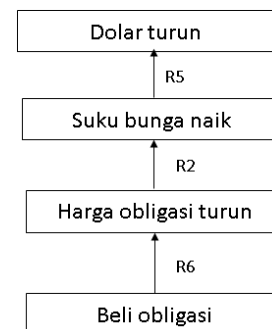 Dolar turun
R5
Suku bunga naik
R2
Harga obligasi turun
R6
Beli obligasi